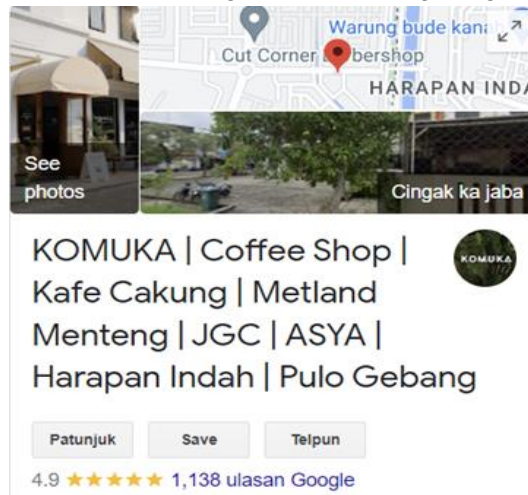 Warung bude kana
Cut Corner
bershop
HARAPAN INDA
See
photos
Cingak ka jaba
KOMUKA | Coffee Shop |
Kafe Cakung | Metland
Menteng | JGC | ASYA |
Harapan Indah | Pulo Gebang
KOMUKA
Patunjuk
Save
Telpun
4.9 ★★★★★ 1,138 ulasan Google